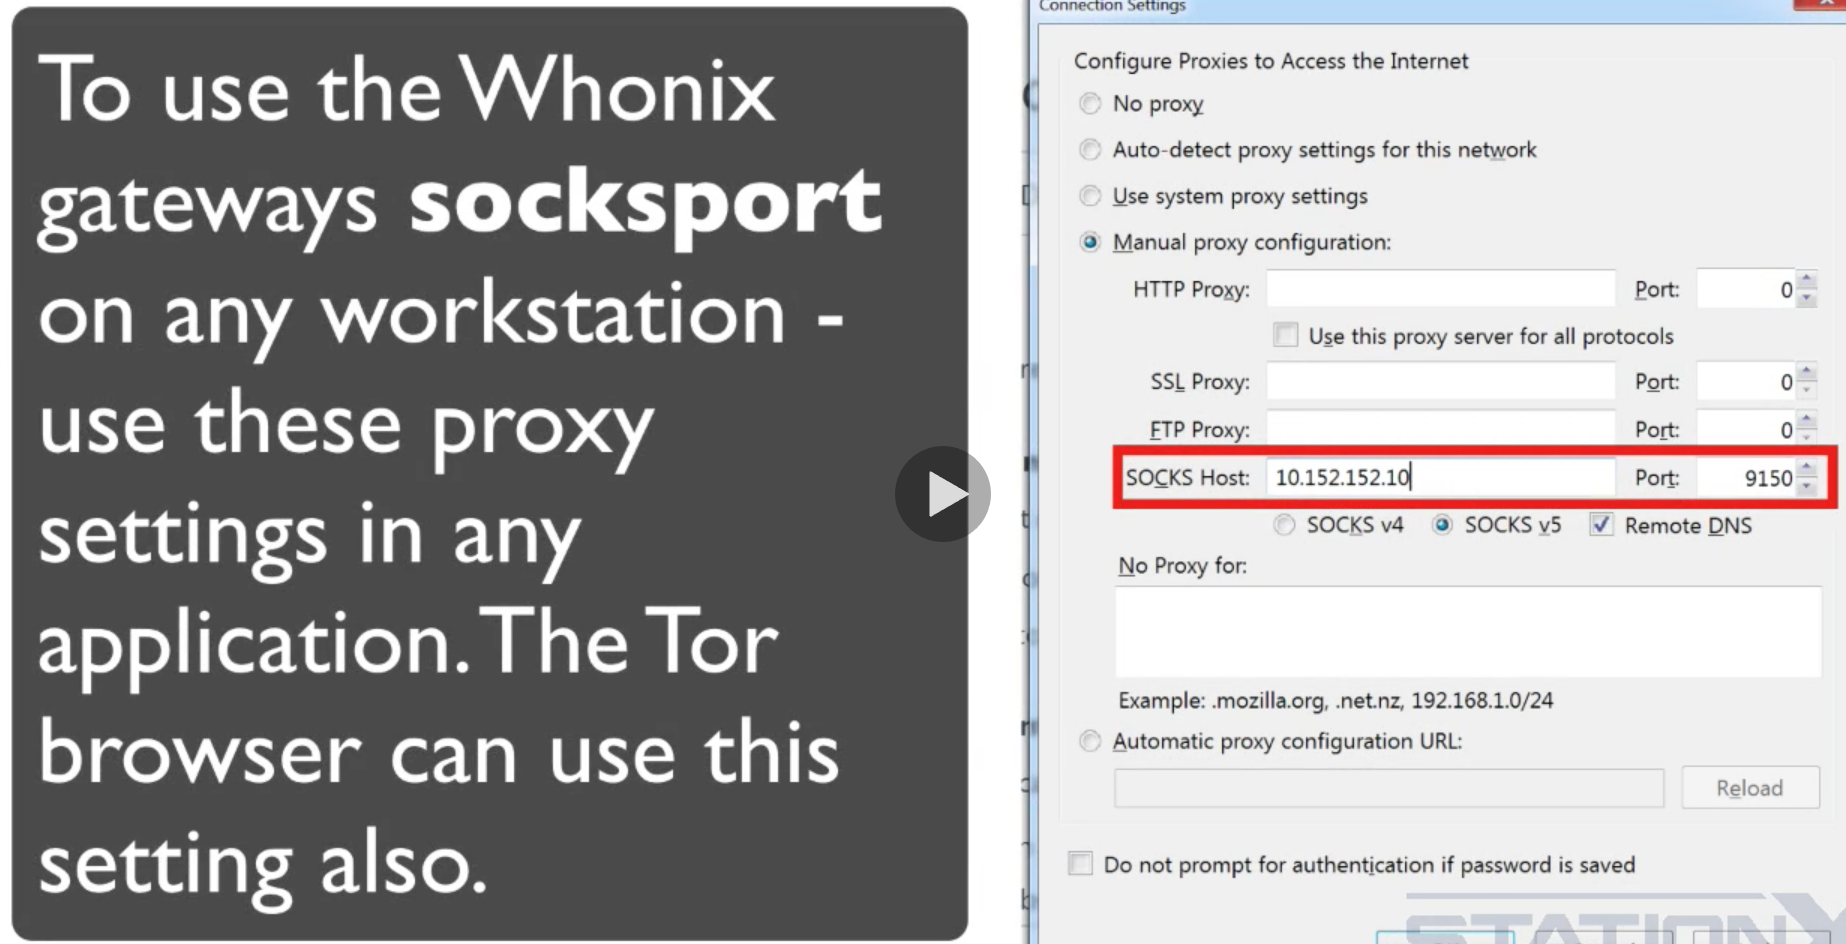 To use the Whonix
gateways socksport
on any workstation -
use these proxy
settings in any
application. The Tor
browser can use this
setting also.
Connection Settings
Configure Proxies to Access the Internet
No proxy
Auto-detect proxy settings for this network
Use system proxy settings
Manual proxy configuration:
HTTP Proxy: Port: 0
Use this proxy server for all protocols
SSL Proxy: Port: 0
FTP Proxy: Port: 0
SOCKS Host: 10.152.152.10 Port: 9150
SOCKS v4 SOCKS v5 Remote DNS
No Proxy for:
Example: .mozilla.org, .net.nz, 192.168.1.0/24
Automatic proxy configuration URL:
Reload
Do not prompt for authentication if password is saved
STATIONX